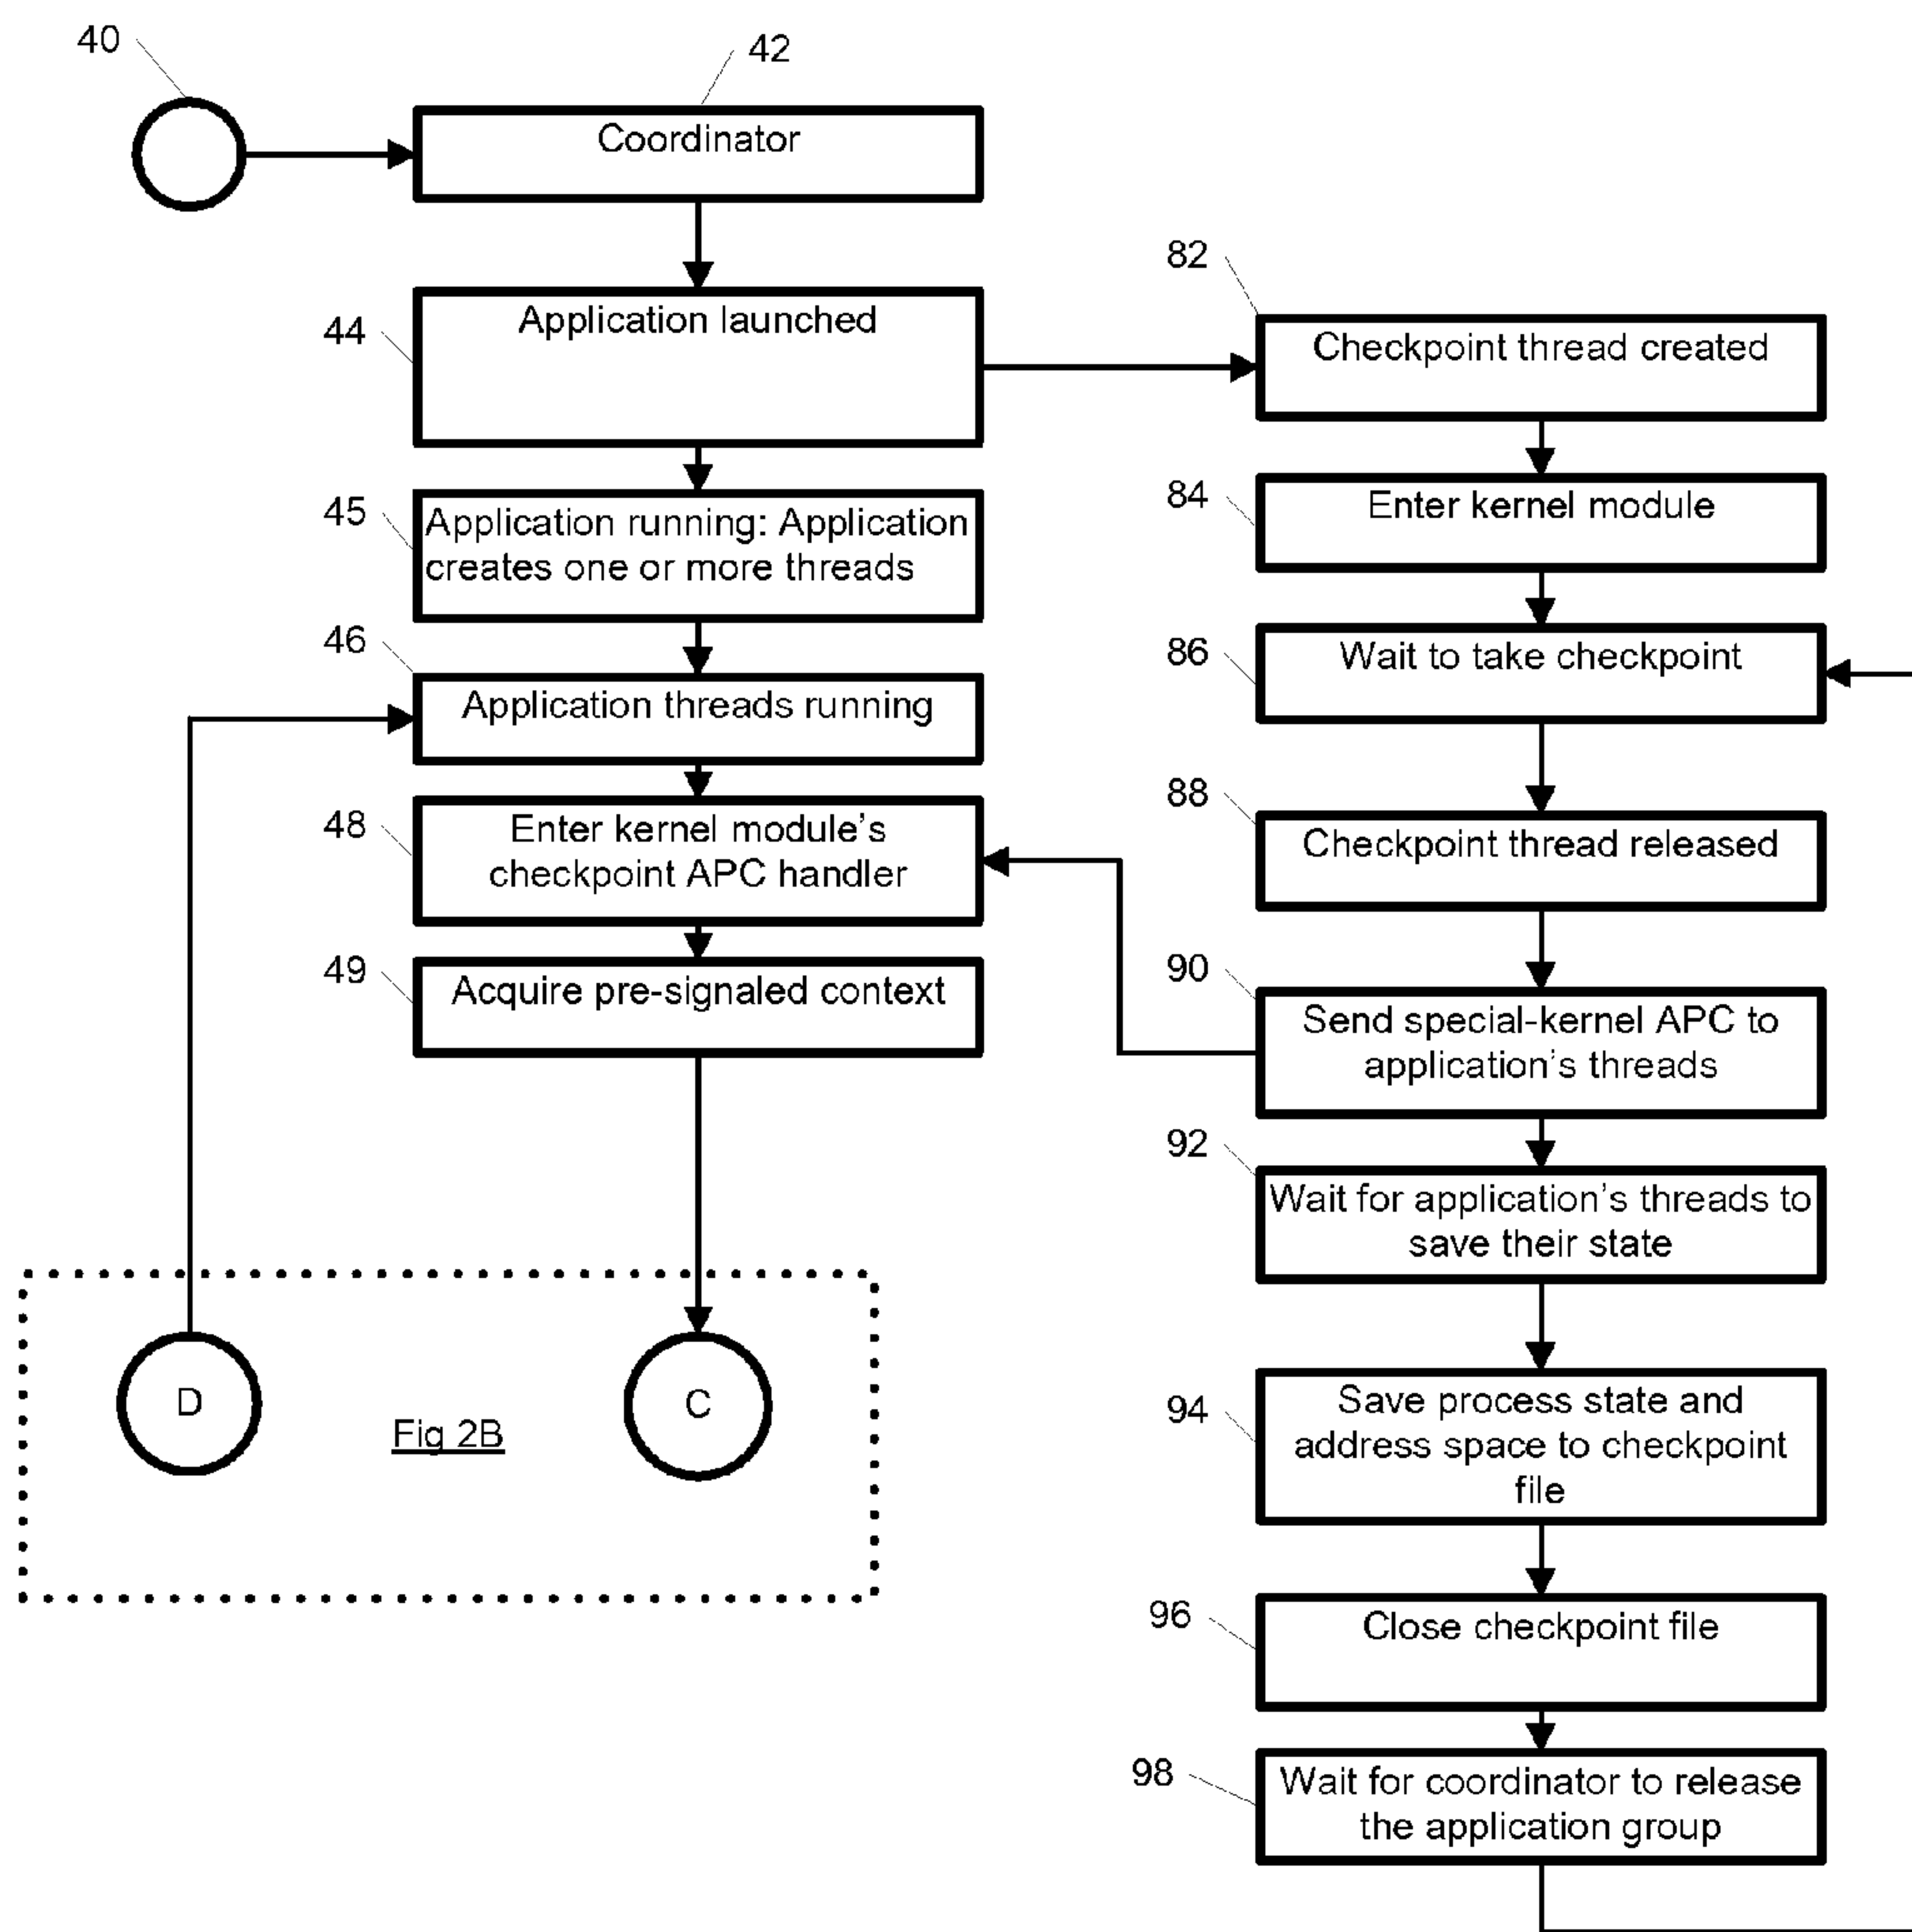 40
42
Coordinator
82
44
Application launched
Checkpoint thread created
45
Application running: Application
creates one or more threads
84
Enter kernel module
46
Application threads running
86
Wait to take checkpoint
48
Enter kernel module's
checkpoint APC handler
88
Checkpoint thread released
49
Acquire pre-signaled context
90
Send special-kernel APC to
application's threads
92
Wait for application's threads to
save their state
D
Fig 2B
C
94
Save process state and
address space to checkpoint
file
96
Close checkpoint file
98
Wait for coordinator to release
the application group